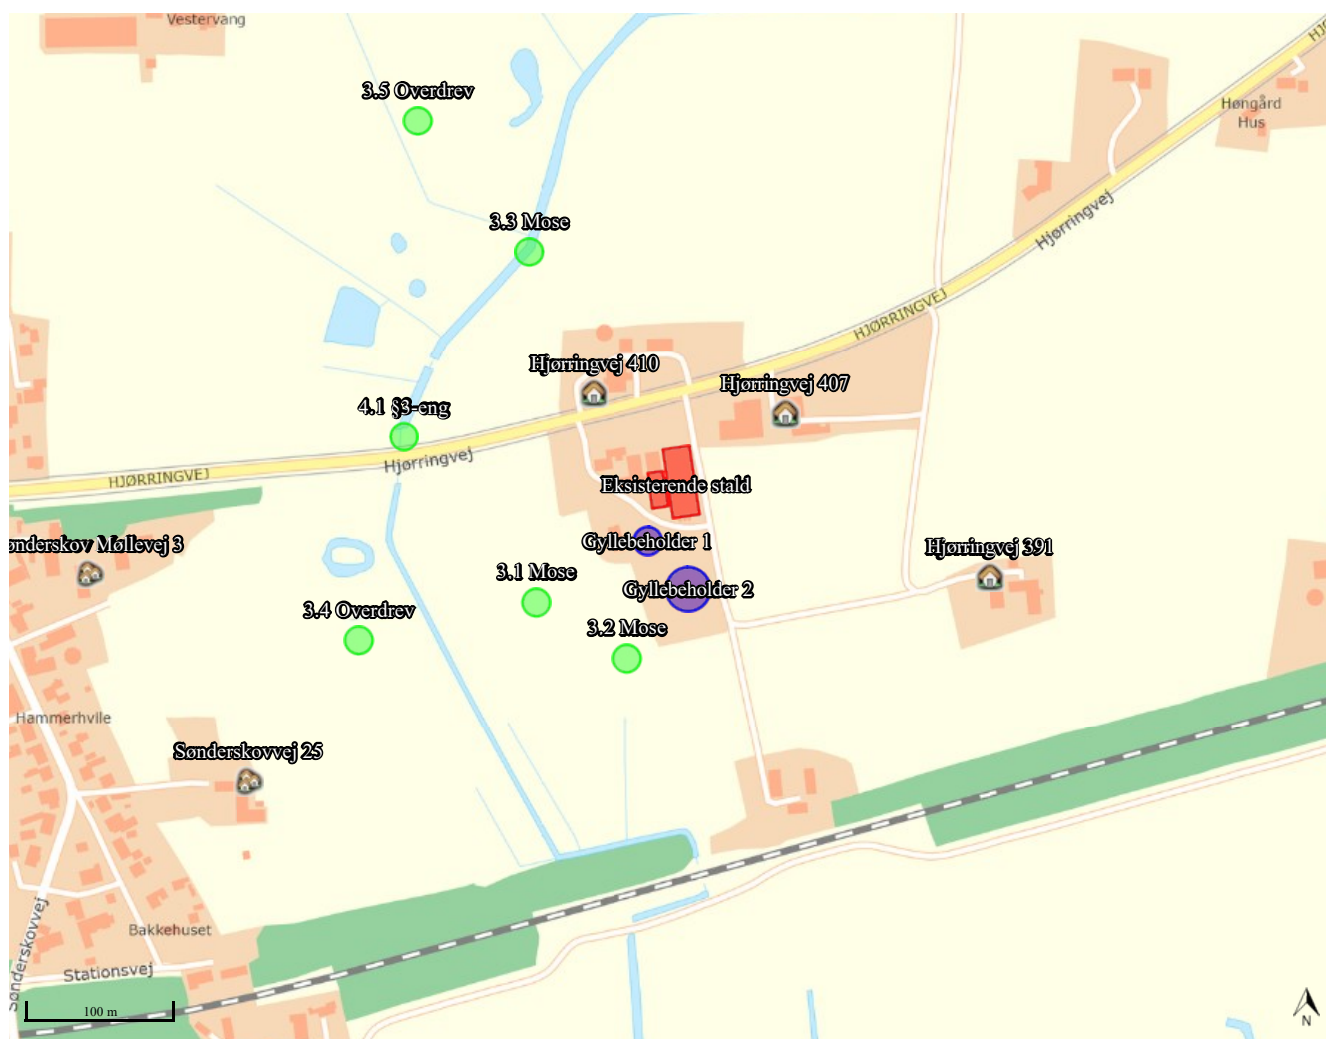 Vestervang
3.5 Overdrev
Høngård
Hus
3.3 Mose
Hjørringvej
HJØRRINGVEJ
Hjørringvej 410
Hjørringvej 407
4.1 §3-eng
Hjørringvej
HJØRRINGVEJ
Eksisterende stald
Gyllebeholder 1
ønderskov Møllevej 3
Hjørringvej 391
3.1 Mose
Gyllebeholder 2
3.4 Overdrev
3.2 Mose
Hammerhvile
Sønderskovvej 25
Bakkehuset
Sønderskovvej
Stationsvej
100 m
N